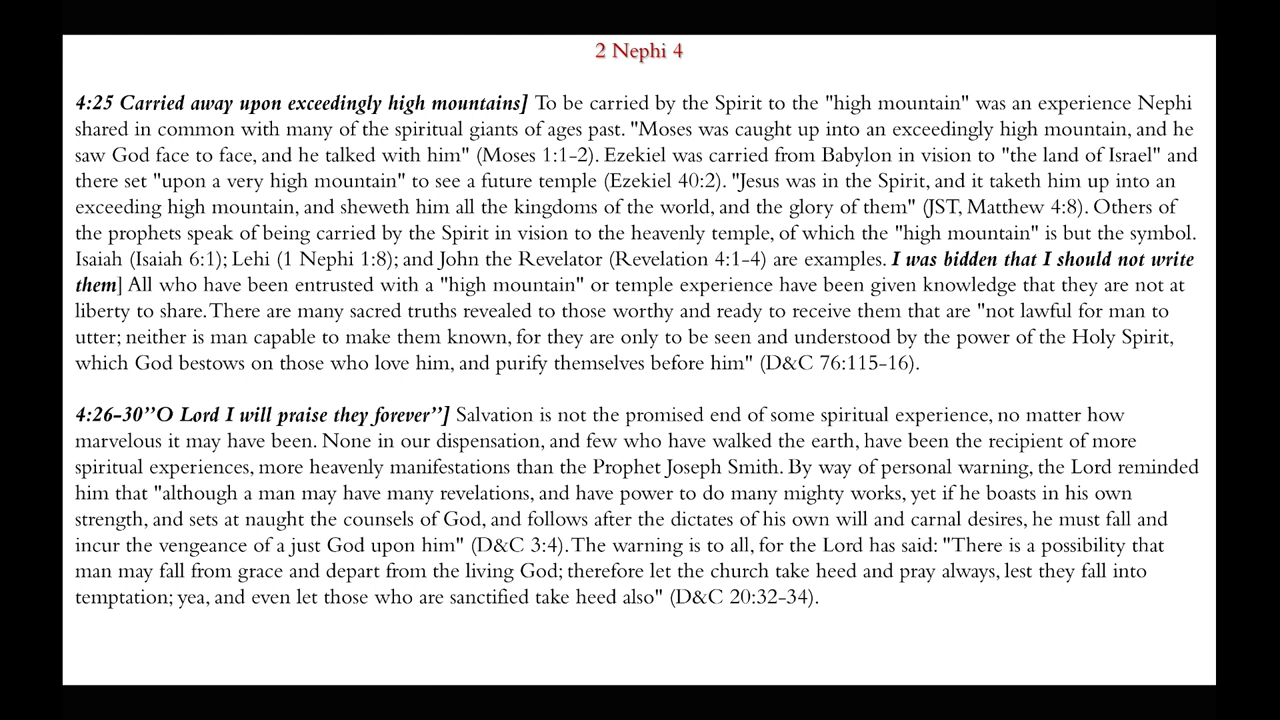 2 Nephi 4
4:25 Carried away upon exceedingly high mountains] To be carried by the Spirit to the "high mountain" was an experience Nephi
shared in common with many of the spiritual giants of ages past. "Moses was caught up into an exceedingly high mountain, and he
saw God face to face, and he talked with him" (Moses 1:1-2). Ezekiel was carried from Babylon in vision to "the land of Israel" and
there set "upon a very high mountain" to see a future temple (Ezekiel 40:2). "Jesus was in the Spirit, and it taketh him up into an
exceeding high mountain, and sheweth him all the kingdoms of the world, and the glory of them" (JST, Matthew 4:8). Others of
the prophets speak of being carried by the Spirit in vision to the heavenly temple, of which the "high mountain" is but the symbol.
Isaiah (Isaiah 6:1); Lehi (1 Nephi 1:8); and John the Revelator (Revelation 4:1-4) are examples. I was bidden that I should not write
them] All who have been entrusted with a "high mountain" or temple experience have been given knowledge that they are not at
liberty to share. There are many sacred truths revealed to those worthy and ready to receive them that are "not lawful for man to
utter; neither is man capable to make them known, for they are only to be seen and understood by the power of the Holy Spirit,
which God bestows on those who love him, and purify themselves before him" (D&C 76:115-16).
4:26-30”O Lord I will praise they forever”] Salvation is not the promised end of some spiritual experience, no matter how
marvelous it may have been. None in our dispensation, and few who have walked the earth, have been the recipient of more
spiritual experiences, more heavenly manifestations than the Prophet Joseph Smith. By way of personal warning, the Lord reminded
him that "although a man may have many revelations, and have power to do many mighty works, yet if he boasts in his own
strength, and sets at naught the counsels of God, and follows after the dictates of his own will and carnal desires, he must fall and
incur the vengeance of a just God upon him" (D&C 3:4). The warning is to all, for the Lord has said: "There is a possibility that
man may fall from grace and depart from the living God; therefore let the church take heed and pray always, lest they fall into
temptation; yea, and even let those who are sanctified take heed also" (D&C 20:32-34).